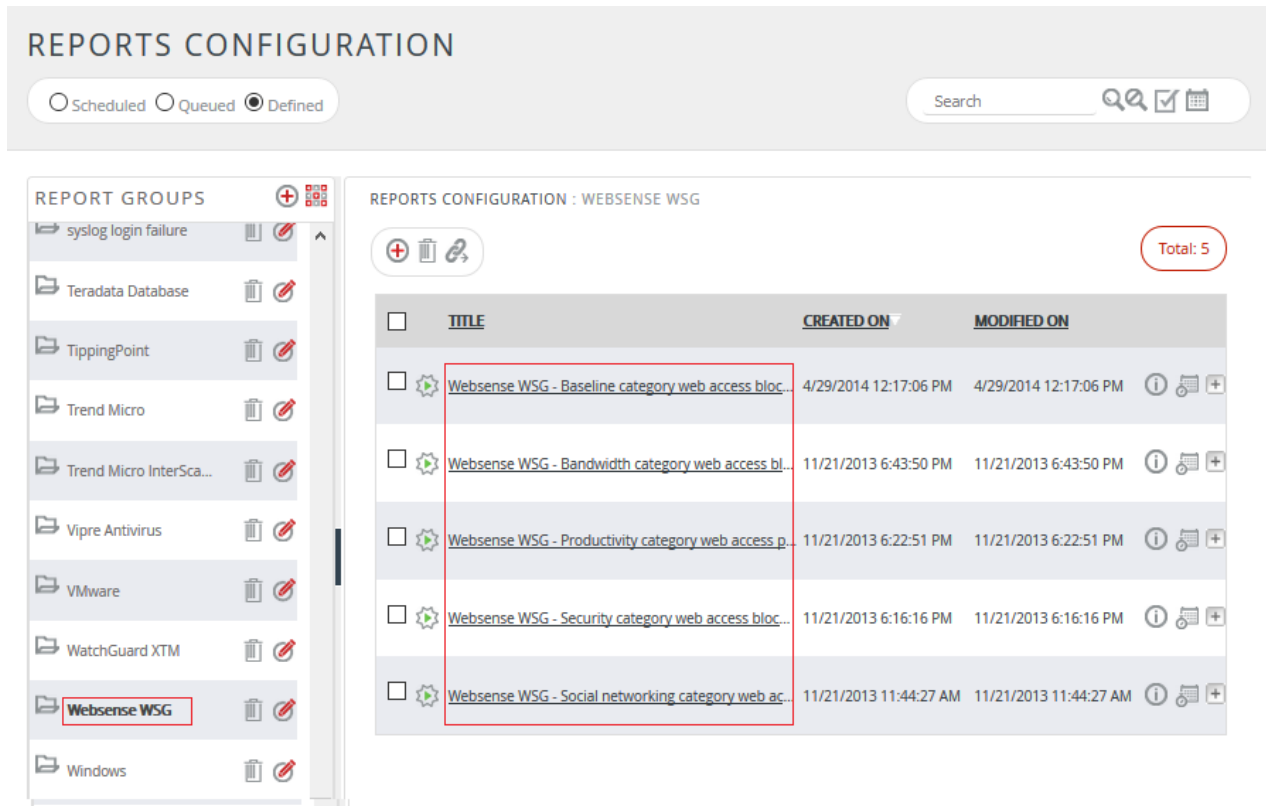 REPORTS CONFIGURATION
Scheduled Queued Defined
Search
REPORT GROUPS
syslog login failure
Teradata Database
TippingPoint
Trend Micro
Trend Micro InterSca...
Vipre Antivirus
VMware
WatchGuard XTM
Websense WSG
Windows
REPORTS CONFIGURATION : WEBSENSE WSG
Total: 5
TITLE CREATED ON MODIFIED ON
Websense WSG - Baseline category web access bloc... 4/29/2014 12:17:06 PM 4/29/2014 12:17:06 PM
Websense WSG - Bandwidth category web access bl... 11/21/2013 6:43:50 PM 11/21/2013 6:43:50 PM
Websense WSG - Productivity category web access p... 11/21/2013 6:22:51 PM 11/21/2013 6:22:51 PM
Websense WSG - Security category web access bloc... 11/21/2013 6:16:16 PM 11/21/2013 6:16:16 PM
Websense WSG - Social networking category web ac... 11/21/2013 11:44:27 AM 11/21/2013 11:44:27 AM